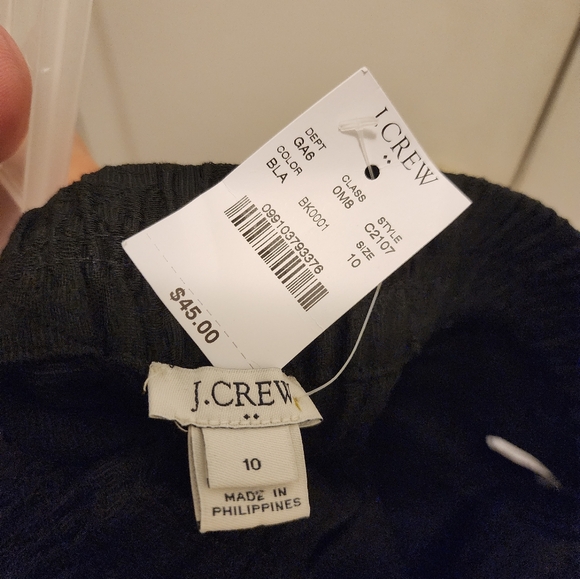 J.CREW
DEPT CLASS STYLE
GA6 0M8 C2107
COLOR SIZE
BLA BK0001 10
099103793376
$45.00
J.CREW
10
MADE IN
PHILIPPINES